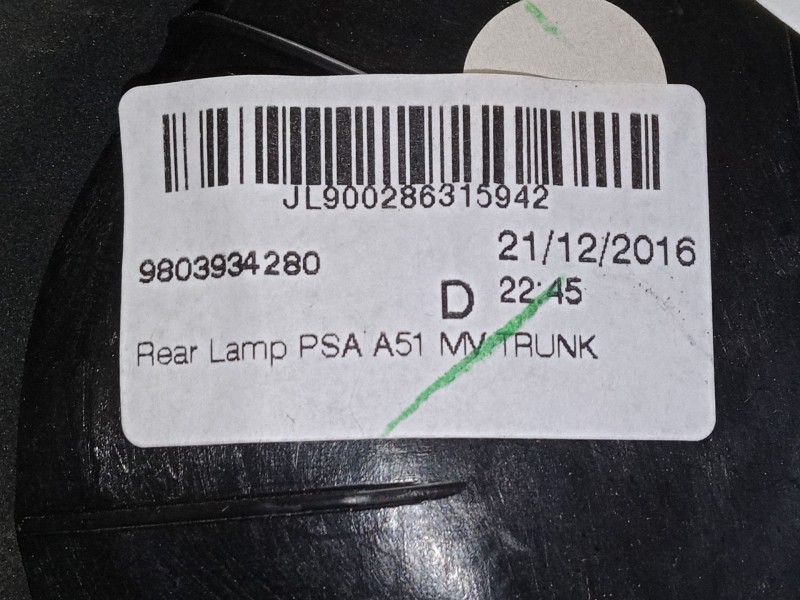 JL900286315942
9803934280
21/12/2016
D 22:45
Rear Lamp PSA A51 MV TRUNK